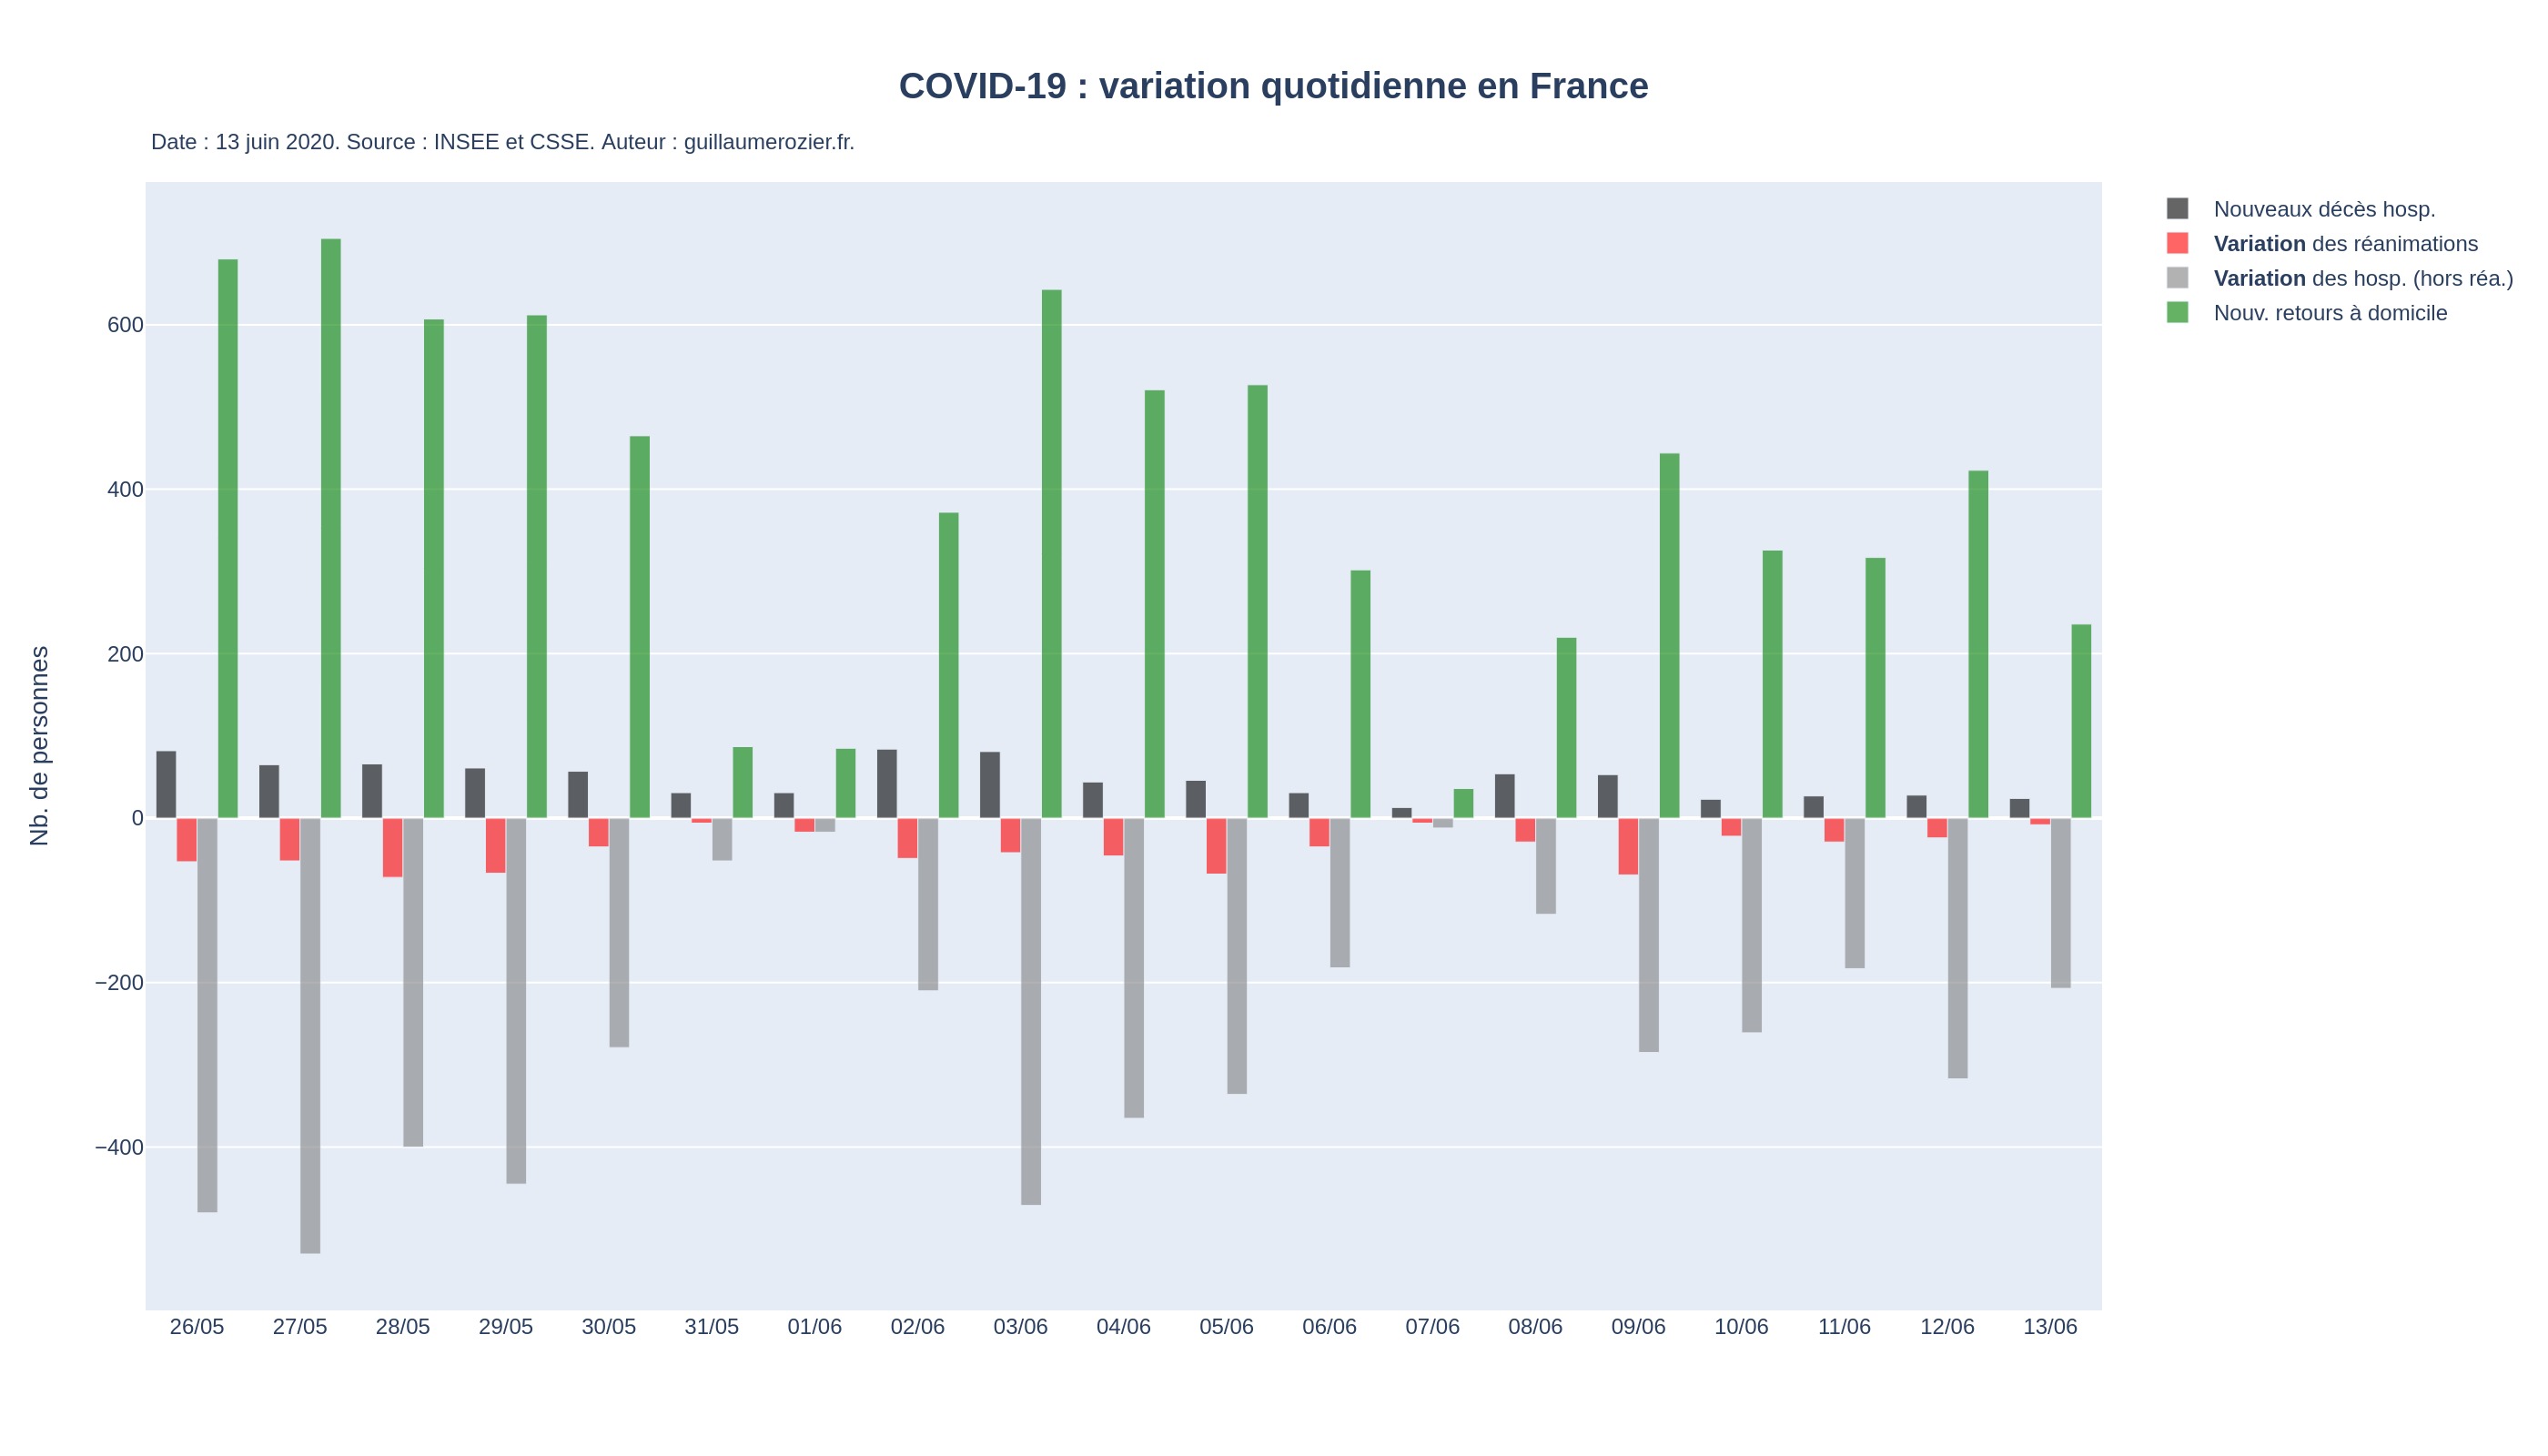 COVID-19 : variation quotidienne en France
Date : 13 juin 2020. Source : INSEE et CSSE. Auteur : guillaumerozier.fr.
Nouveaux décès hosp.
Variation des réanimations
Variation des hosp. (hors réa.)
Nouv. retours à domicile
Nb. de personnes
600
400
200
0
−200
−400
26/05 27/05 28/05 29/05 30/05 31/05 01/06 02/06 03/06 04/06 05/06 06/06 07/06 08/06 09/06 10/06 11/06 12/06 13/06